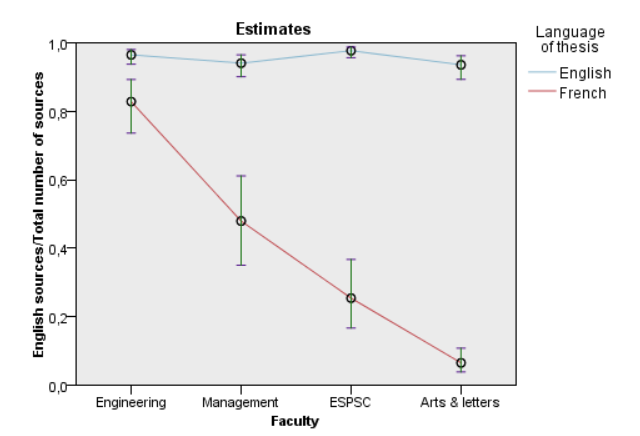 Estimates
Language
of thesis
English
French
English sources/Total number of sources
1,0
0,8
0,6
0,4
0,2
0,0
Engineering
Management
ESPSC
Arts & letters
Faculty